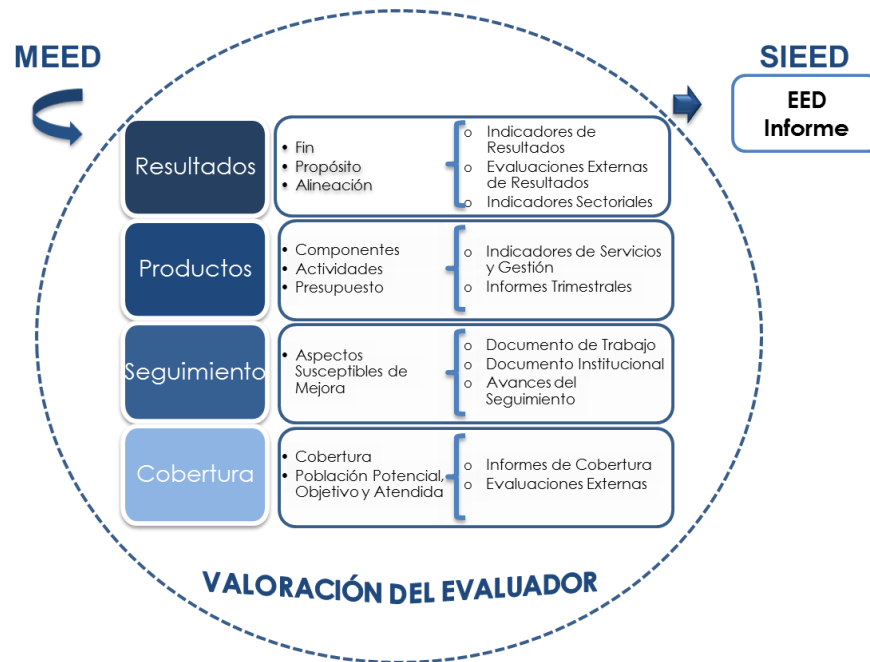 MEED
SIEED
EED
Informe
Resultados
• Fin
• Propósito
• Alineación
o Indicadores de
Resultados
o Evaluaciones Externas
de Resultados
o Indicadores Sectoriales
Productos
• Componentes
• Actividades
• Presupuesto
o Indicadores de Servicios
y Gestión
o Informes Trimestrales
Seguimiento
• Aspectos
Susceptibles de
Mejora
o Documento de Trabajo
o Documento Institucional
o Avances del
Seguimiento
Cobertura
• Cobertura
• Población Potencial,
Objetivo y Atendida
o Informes de Cobertura
o Evaluaciones Externas
VALORACIÓN DEL EVALUADOR